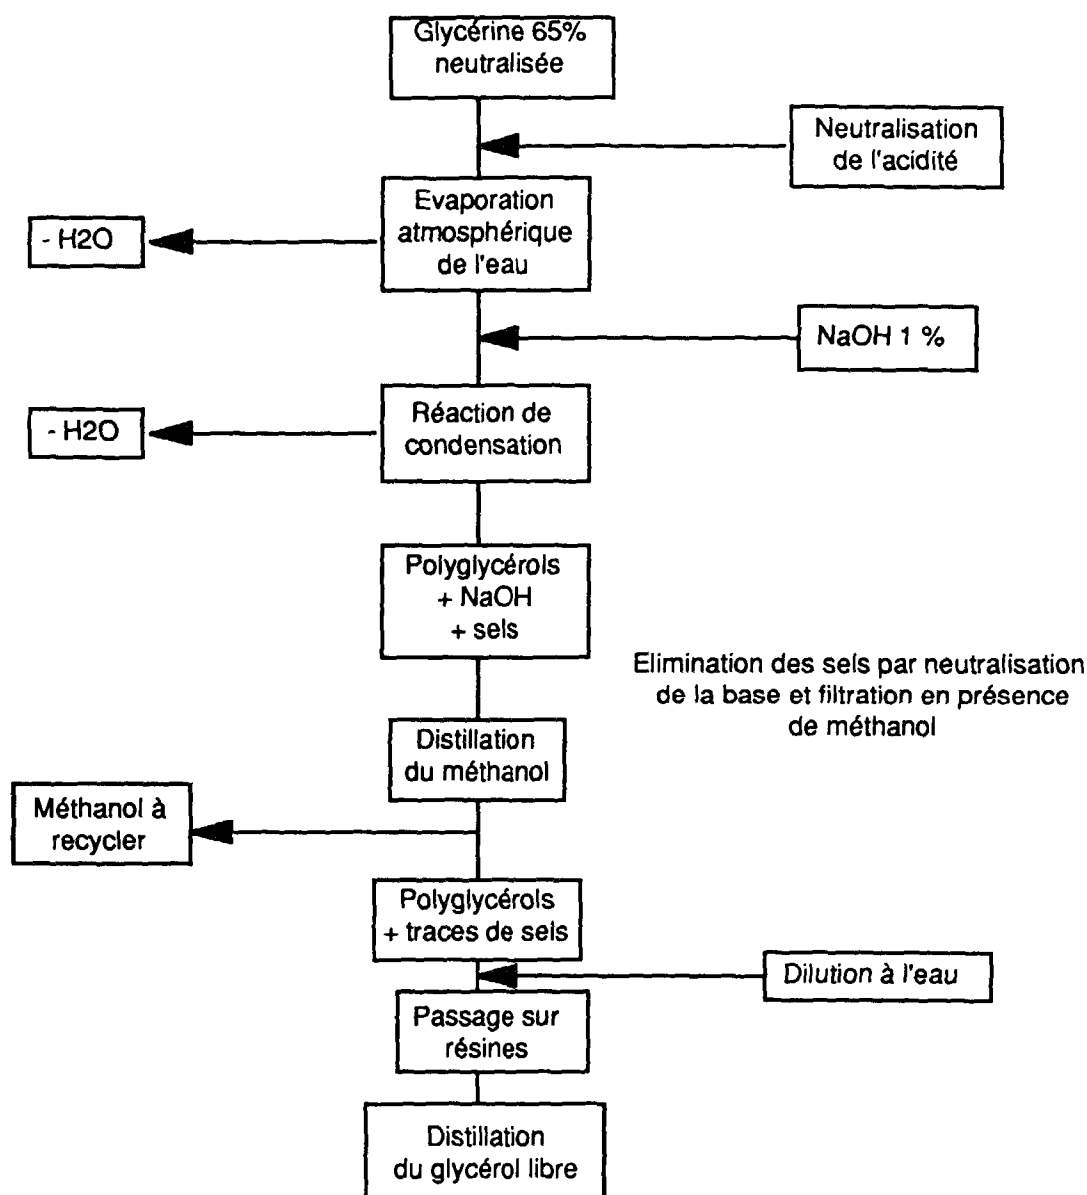 Glycérine 65%
neutralisée
Neutralisation
de l'acidité
Evaporation
atmosphérique
de l'eau
- H2O
NaOH 1 %
Réaction de
condensation
- H2O
Polyglycérols
+ NaOH
+ sels
Elimination des sels par neutralisation
de la base et filtration en présence
de méthanol
Distillation
du méthanol
Méthanol à
recycler
Polyglycérols
+ traces de sels
Dilution à l'eau
Passage sur
résines
Distillation
du glycérol libre